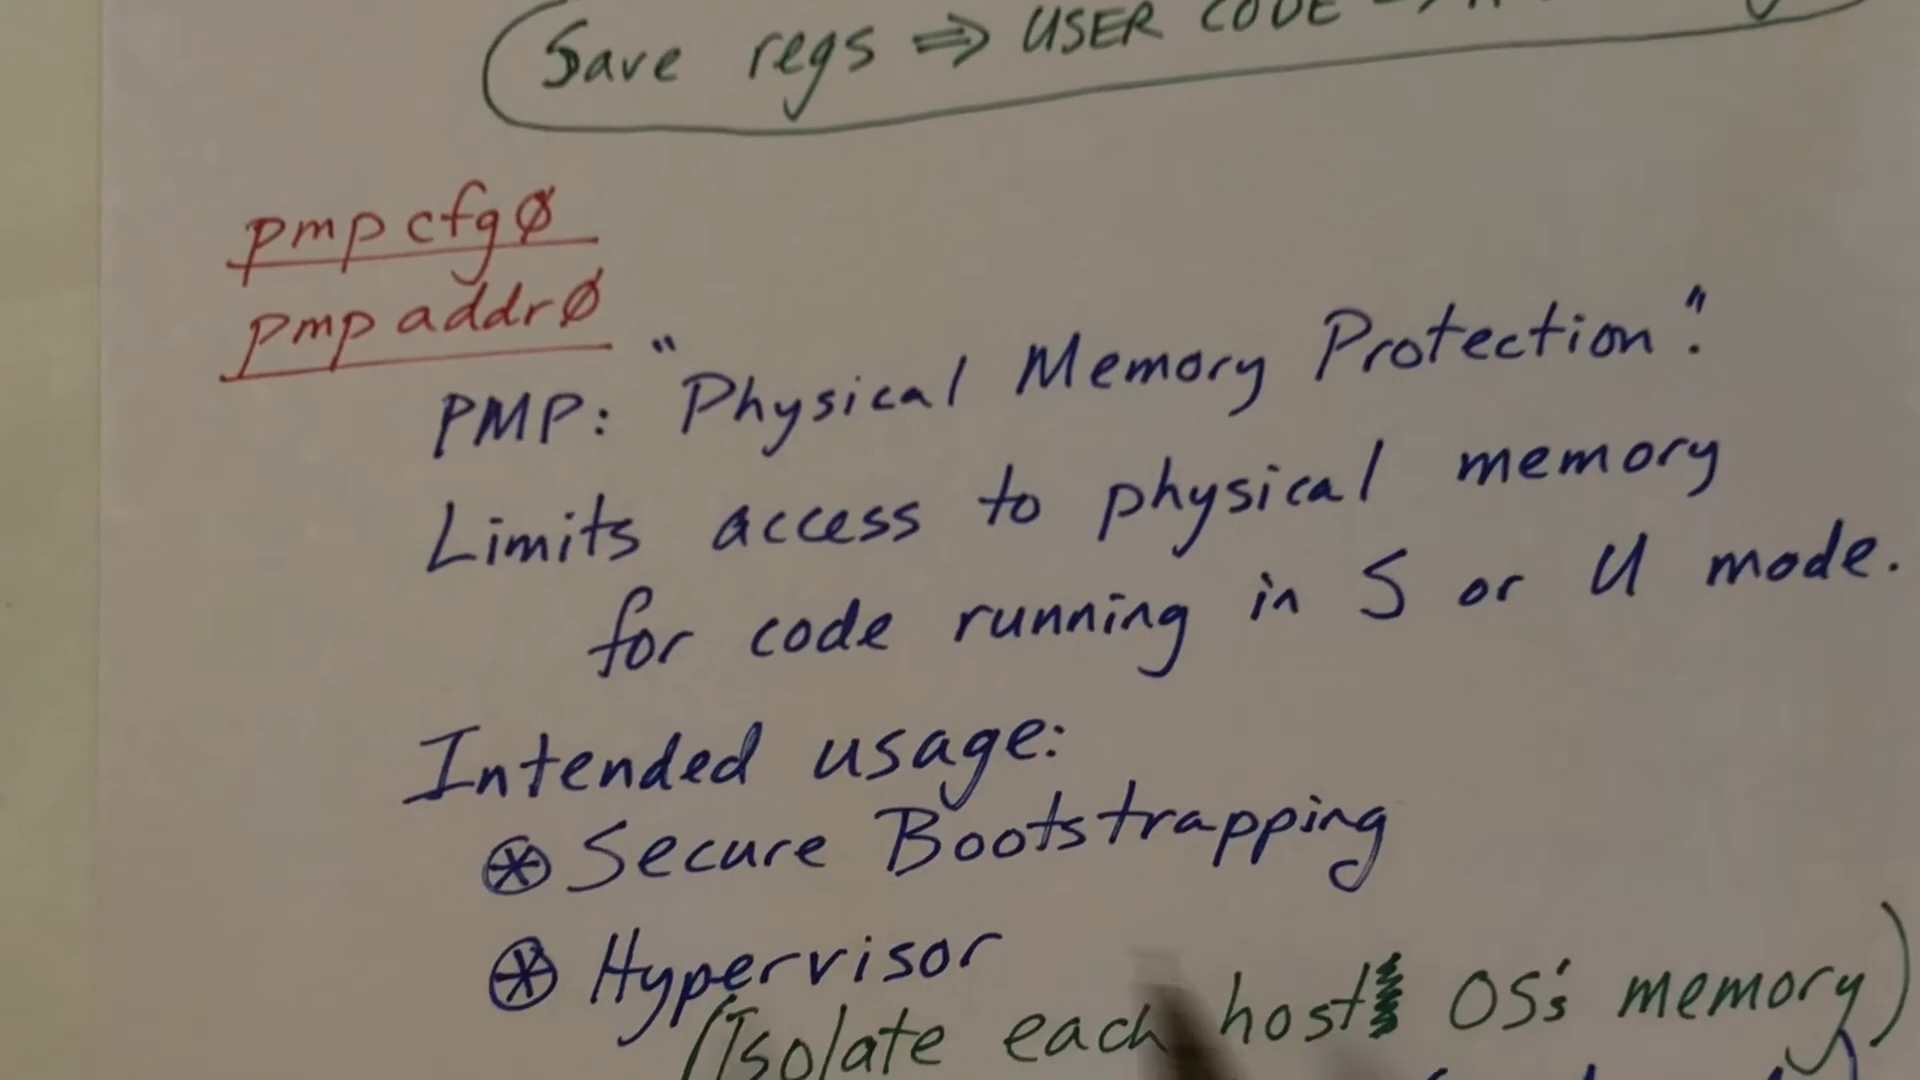 Save regs ⇒ USER CODE
pmpcfg0
pmpaddr0
PMP: "Physical Memory Protection".
Limits access to physical memory
for code running in S or U mode.
Intended usage:
⊛ Secure Bootstrapping
⊛ Hypervisor
(Isolate each host OS's memory)